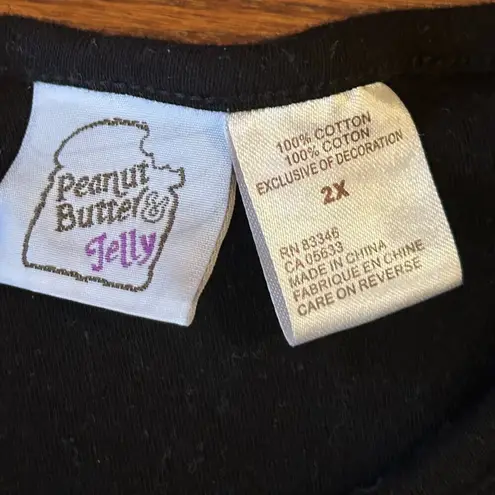 Peanut
Butter &
Jelly
100% COTTON
100% COTON
EXCLUSIVE OF DECORATION
2X
RN 83346
CA 05633
MADE IN CHINA
FABRIQUE EN CHINE
CARE ON REVERSE